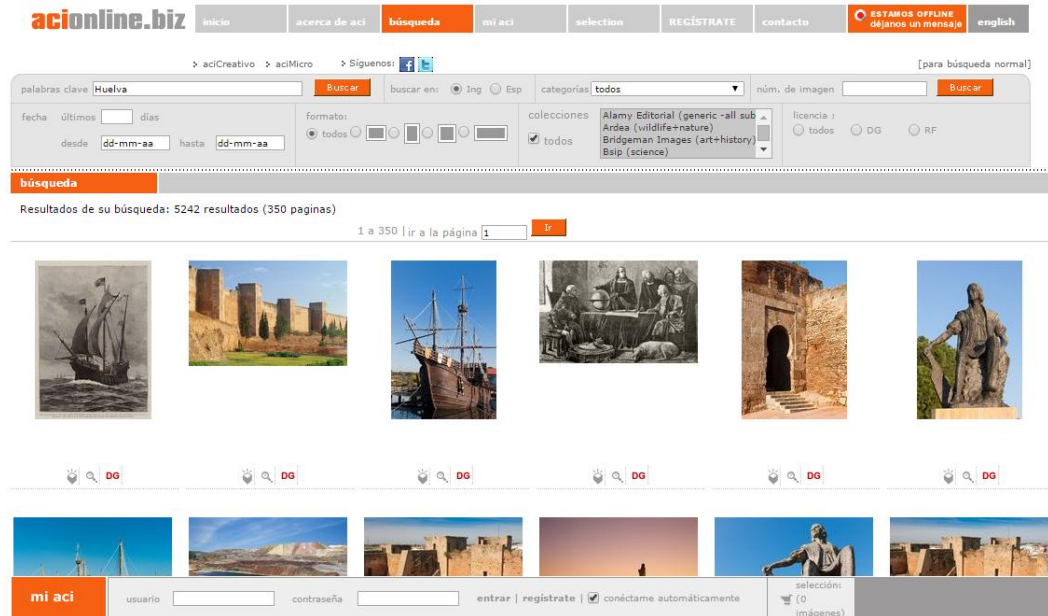 acionline.biz
inicio
acerca de aci
búsqueda
mi aci
selection
REGÍSTRATE
contacto
ESTAMOS OFFLINE
déjanos un mensaje
english
aciCreativo
aciMicro
Síguenos:
[para búsqueda normal]
palabras clave Huelva Buscar
buscar en: Ing Esp
categorías todos
núm. de imagen Buscar
fecha últimos días
desde dd-mm-aa hasta dd-mm-aa
formato:
todos
colecciones
todos
Alamy Editorial (generic -all sub
Ardea (wildlife+nature)
Bridgeman Images (art+history)
Bsip (science)
licencia :
todos DG RF
búsqueda
Resultados de su búsqueda: 5242 resultados (350 paginas)
1 a 350 | ir a la página 1 Ir
DG
DG
DG
DG
DG
DG
mi aci
usuario
contraseña
entrar | regístrate | conéctame automáticamente
selección:
(0
imágenes)